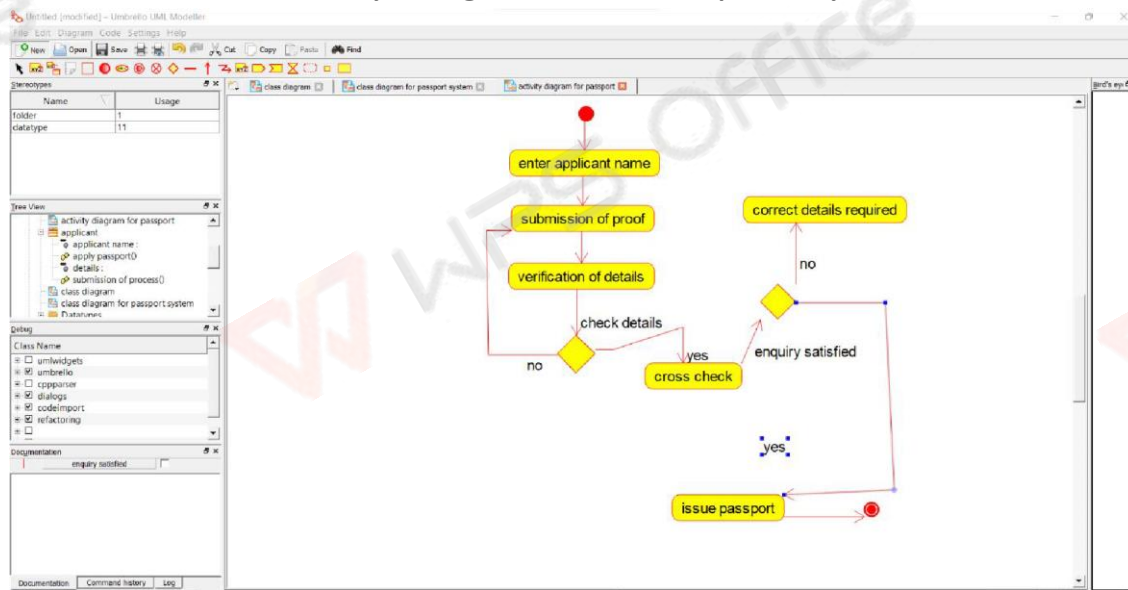 Untitled [modified] - Umbrello UML Modeller
File Edit Diagram Code Settings Help
New Open Save Cut Copy Paste Find
Stereotypes
Name Usage
folder 1
datatype 11
Tree View
activity diagram for passport
applicant
applicant name :
apply passport()
details :
submission of process()
class diagram
class diagram for passport system
Datatypes
Debug
Class Name
umlwidgets
umbrello
cppparser
dialogs
codeimport
refactoring
Documentation
enquiry satisfied
Documentation Command history Log
class diagram class diagram for passport system activity diagram for passport
Bird's eye
enter applicant name
submission of proof
verification of details
check details
no
yes
cross check
enquiry satisfied
no
correct details required
yes
issue passport
WPS OFFICE